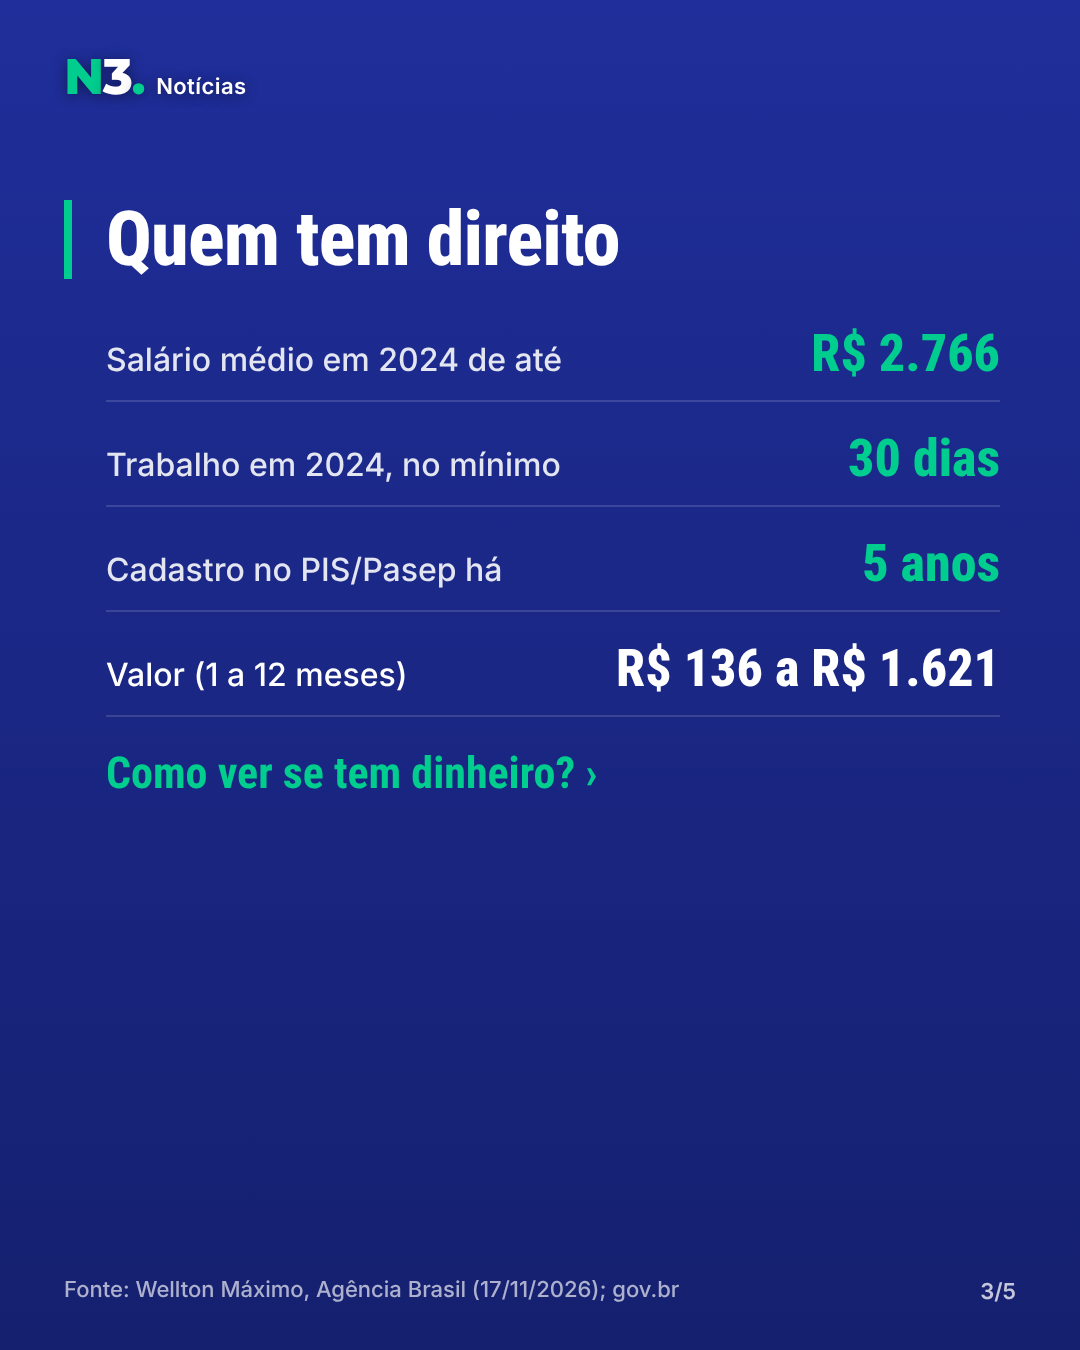 N3. Notícias
Quem tem direito
Salário médio em 2024 de até R$ 2.766
Trabalho em 2024, no mínimo 30 dias
Cadastro no PIS/Pasep há 5 anos
Valor (1 a 12 meses) R$ 136 a R$ 1.621
Como ver se tem dinheiro? ›
Fonte: Wellton Máximo, Agência Brasil (17/11/2026); gov.br 3/5